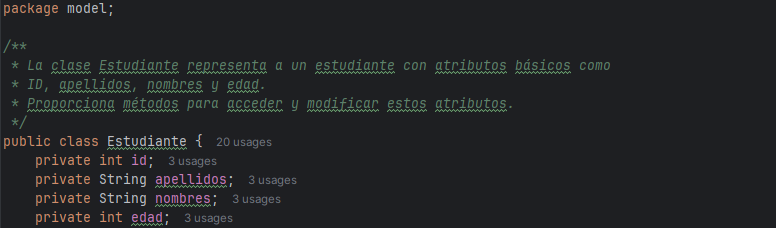 package model;
/**
 * La clase Estudiante representa a un estudiante con atributos básicos como
 * ID, apellidos, nombres y edad.
 * Proporciona métodos para acceder y modificar estos atributos.
 */
public class Estudiante {   20 usages
    private int id;   3 usages
    private String apellidos;   3 usages
    private String nombres;   3 usages
    private int edad;   3 usages